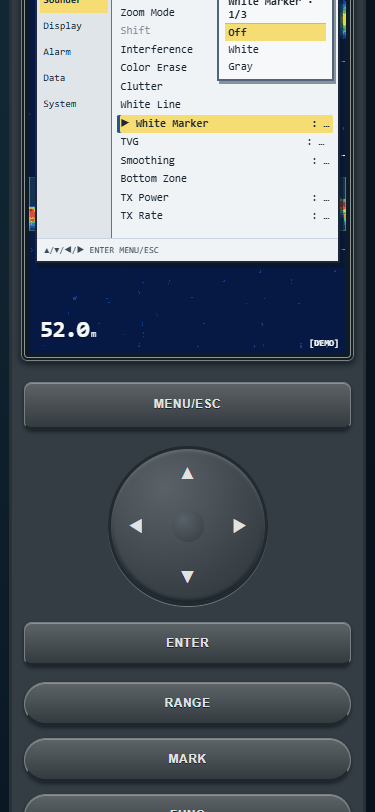 Sounder
Display
Alarm
Data
System
Zoom Mode
Shift
Interference
Color Erase
Clutter
White Line
▶ White Marker : …
TVG : …
Smoothing : …
Bottom Zone
TX Power : …
TX Rate : …
White Marker ·
1/3
Off
White
Gray
▲/▼/◀/▶ ENTER MENU/ESC
52.0m
[DEMO]
MENU/ESC
▲
◀ ▶
▼
ENTER
RANGE
MARK
FUNC